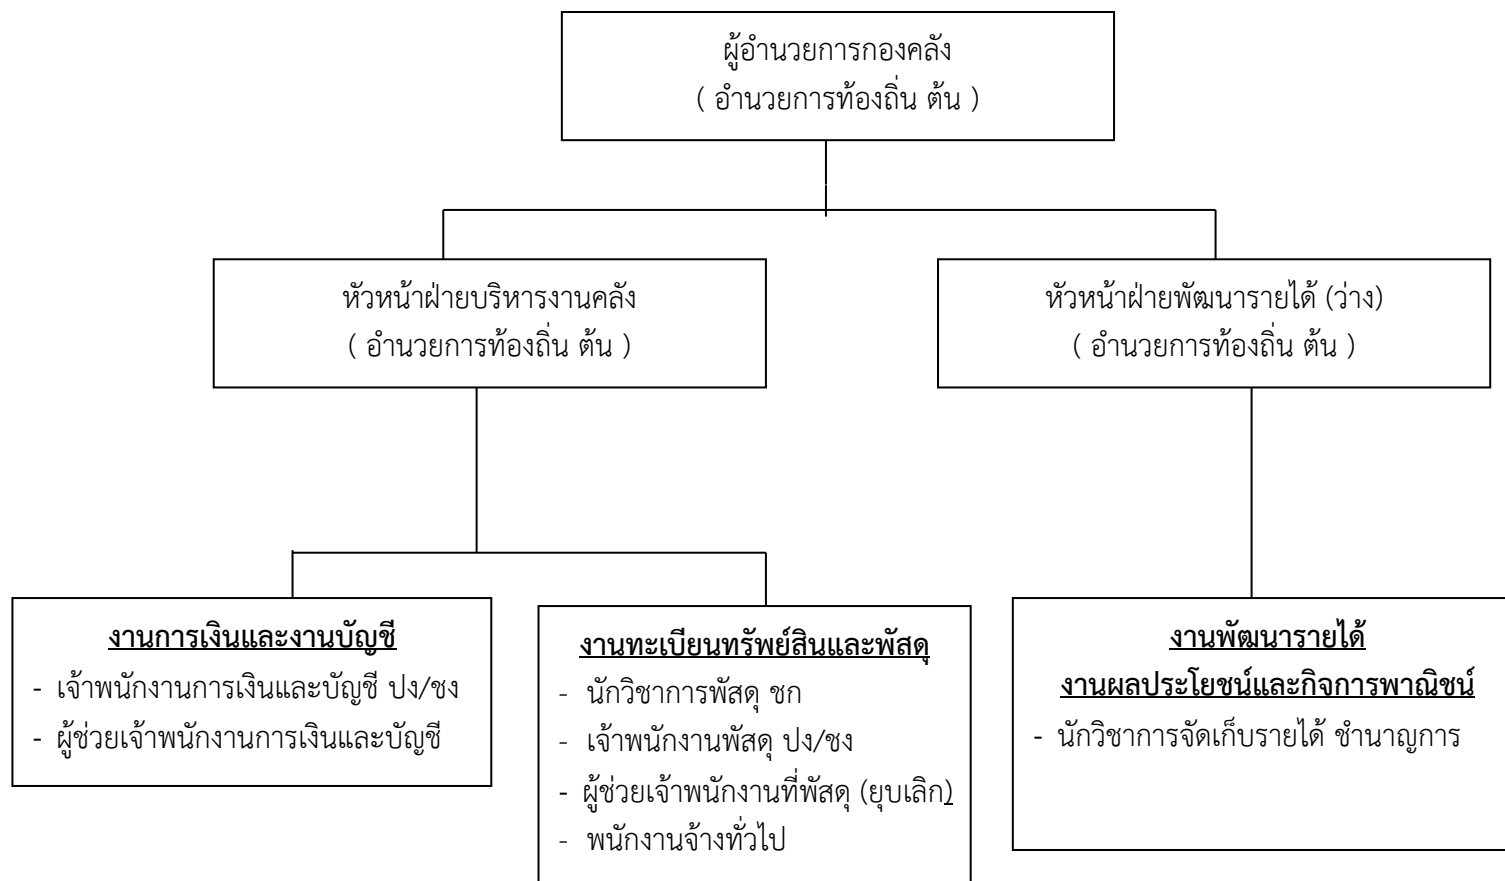 ผู้อำนวยการกองคลัง
( อำนวยการท้องถิ่น ต้น )
หัวหน้าฝ่ายบริหารงานคลัง
( อำนวยการท้องถิ่น ต้น )
หัวหน้าฝ่ายพัฒนารายได้ (ว่าง)
( อำนวยการท้องถิ่น ต้น )
งานการเงินและงานบัญชี
- เจ้าพนักงานการเงินและบัญชี ปง/ชง
- ผู้ช่วยเจ้าพนักงานการเงินและบัญชี
งานทะเบียนทรัพย์สินและพัสดุ
- นักวิชาการพัสดุ ชก
- เจ้าพนักงานพัสดุ ปง/ชง
- ผู้ช่วยเจ้าพนักงานที่พัสดุ (ยุบเลิก)
- พนักงานจ้างทั่วไป
งานพัฒนารายได้
งานผลประโยชน์และกิจการพาณิชน์
- นักวิชาการจัดเก็บรายได้ ชำนาญการ